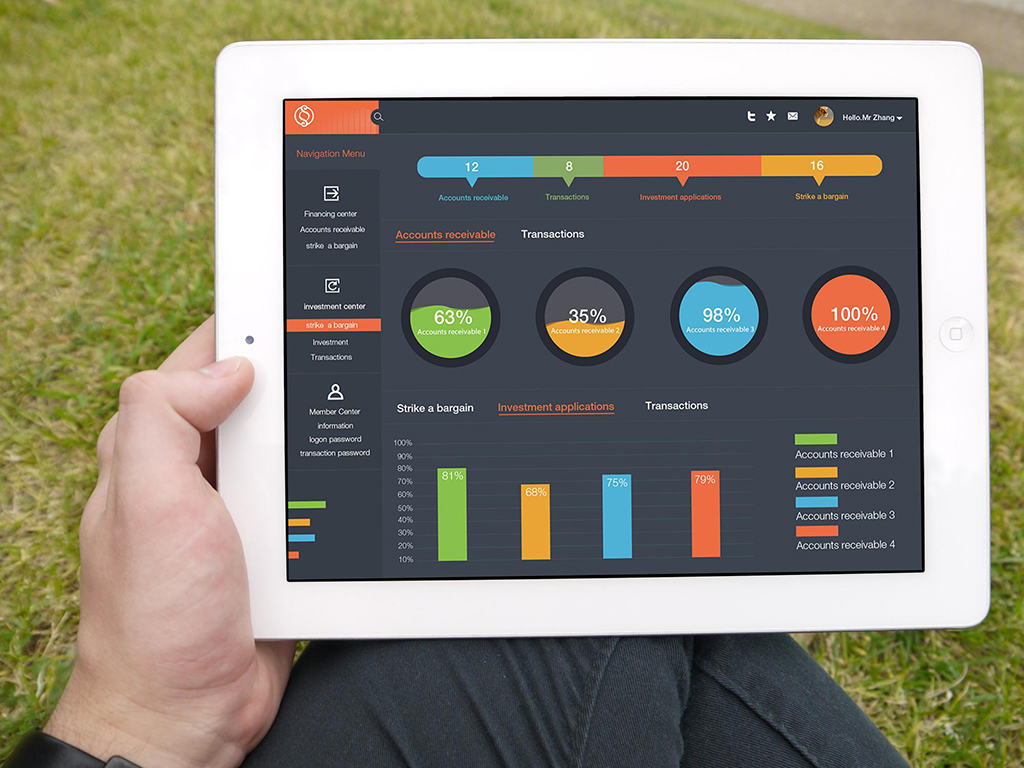 Hello.Mr Zhang
Navigation Menu
12
8
20
16
Accounts receivable
Transactions
Investment applications
Strike a bargain
Financing center
Accounts receivable
strike a bargain
investment center
strike a bargain
Investment
Transactions
Member Center
information
logon password
transaction password
Accounts receivable
Transactions
63%
Accounts receivable 1
35%
Accounts receivable 2
98%
Accounts receivable 3
100%
Accounts receivable 4
Strike a bargain
Investment applications
Transactions
100%
90%
80%
70%
60%
50%
40%
30%
20%
10%
81%
68%
75%
79%
Accounts receivable 1
Accounts receivable 2
Accounts receivable 3
Accounts receivable 4